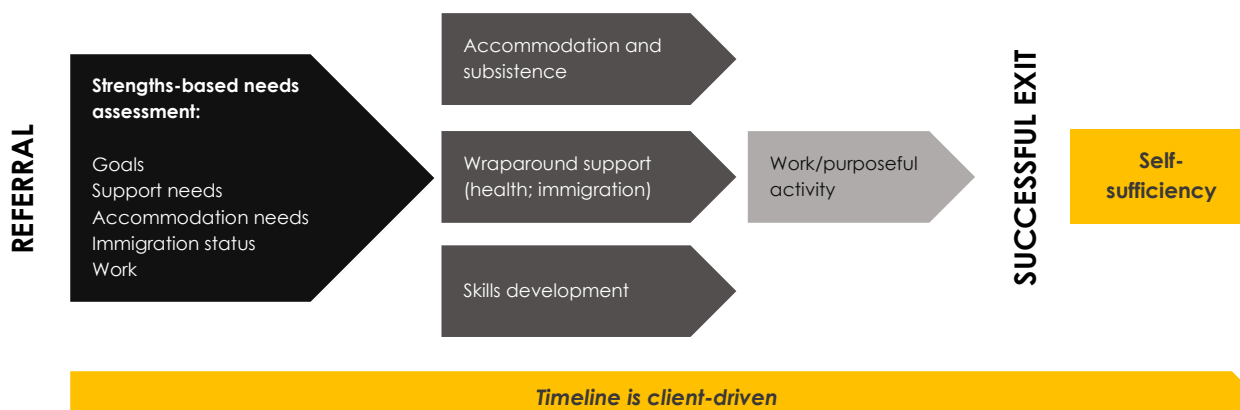 REFERRAL
Strengths-based needs
assessment:
Goals
Support needs
Accommodation needs
Immigration status
Work
Accommodation and
subsistence
Wraparound support
(health; immigration)
Skills development
Work/purposeful
activity
SUCCESSFUL EXIT
Self-
sufficiency
Timeline is client-driven